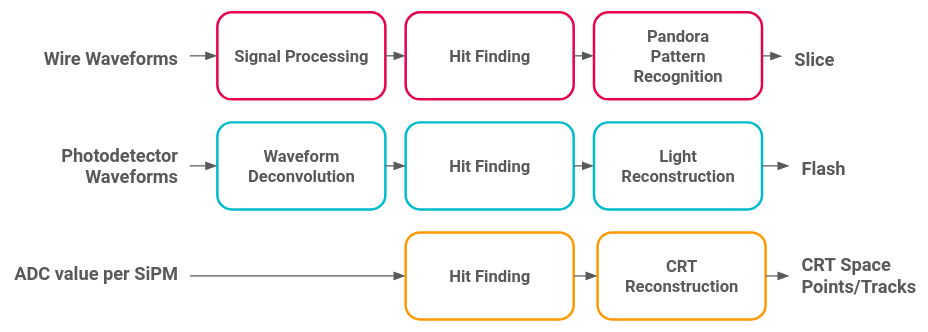 Wire Waveforms
Signal Processing
Hit Finding
Pandora
Pattern
Recognition
Slice
Photodetector
Waveforms
Waveform
Deconvolution
Hit Finding
Light
Reconstruction
Flash
ADC value per SiPM
Hit Finding
CRT
Reconstruction
CRT Space
Points/Tracks